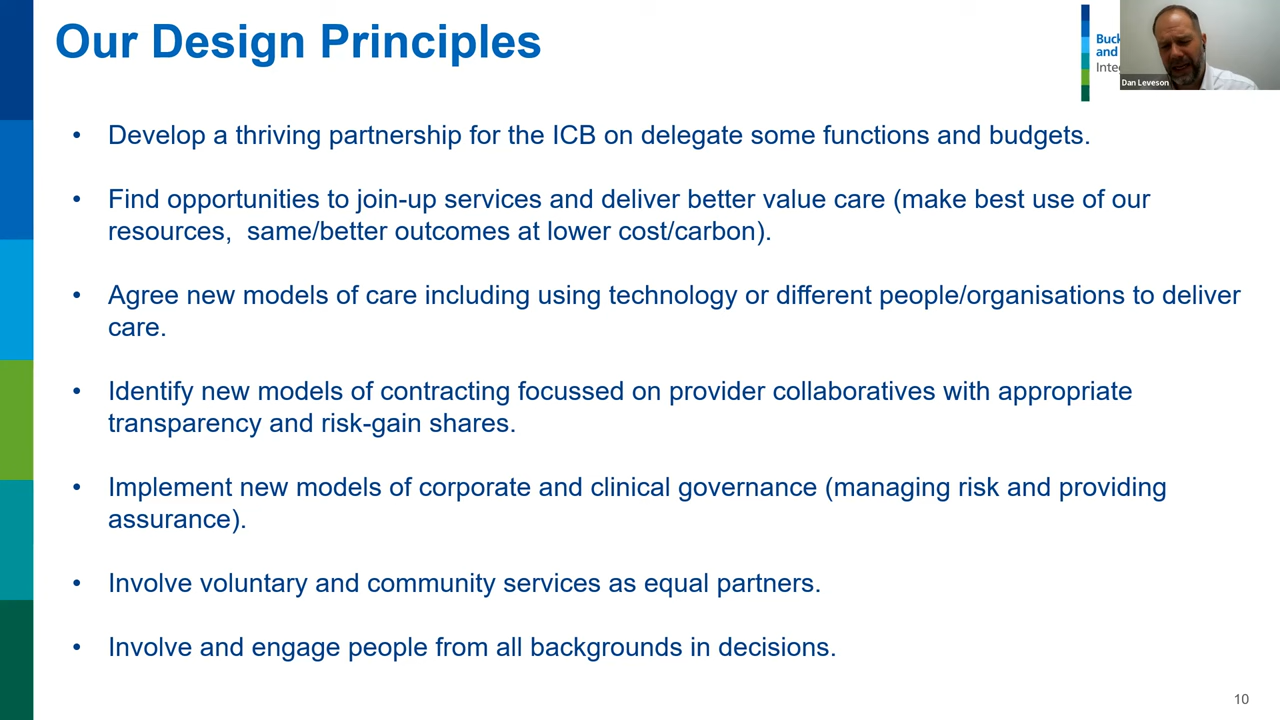 Our Design Principles
and
Dan Leveson
• Develop a thriving partnership for the ICB on delegate some functions and budgets.
• Find opportunities to join-up services and deliver better value care (make best use of our
resources, same/better outcomes at lower cost/carbon).
• Agree new models of care including using technology or different people/organisations to deliver
care.
• Identify new models of contracting focussed on provider collaboratives with appropriate
transparency and risk-gain shares.
• Implement new models of corporate and clinical governance (managing risk and providing
assurance).
• Involve voluntary and community services as equal partners.
• Involve and engage people from all backgrounds in decisions.
10